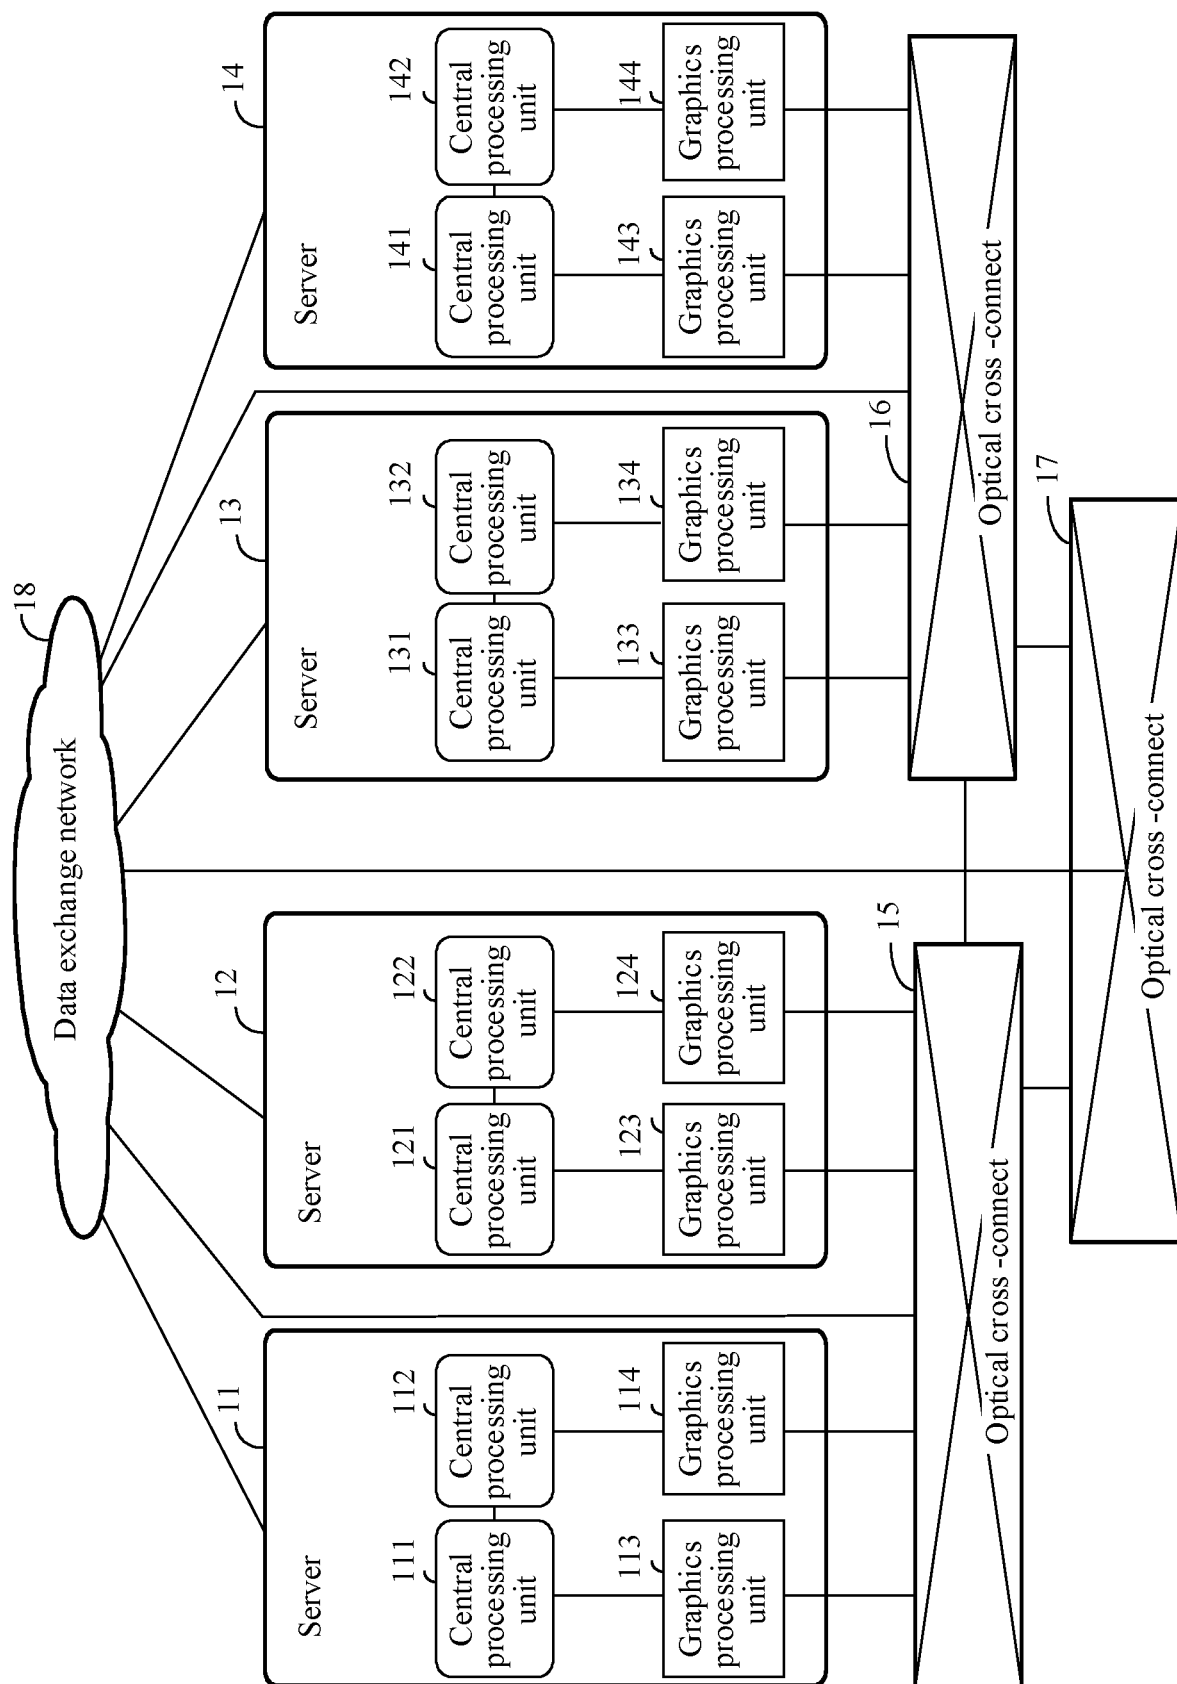 18
Data exchange network
11
12
13
14
Server
Server
Server
Server
111
112
121
122
131
132
141
142
Central
processing
unit
Central
processing
unit
Central
processing
unit
Central
processing
unit
Central
processing
unit
Central
processing
unit
Central
processing
unit
Central
processing
unit
113
114
123
124
133
134
143
144
Graphics
processing
unit
Graphics
processing
unit
Graphics
processing
unit
Graphics
processing
unit
Graphics
processing
unit
Graphics
processing
unit
Graphics
processing
unit
Graphics
processing
unit
15
16
Optical cross -connect
Optical cross -connect
17
Optical cross -connect